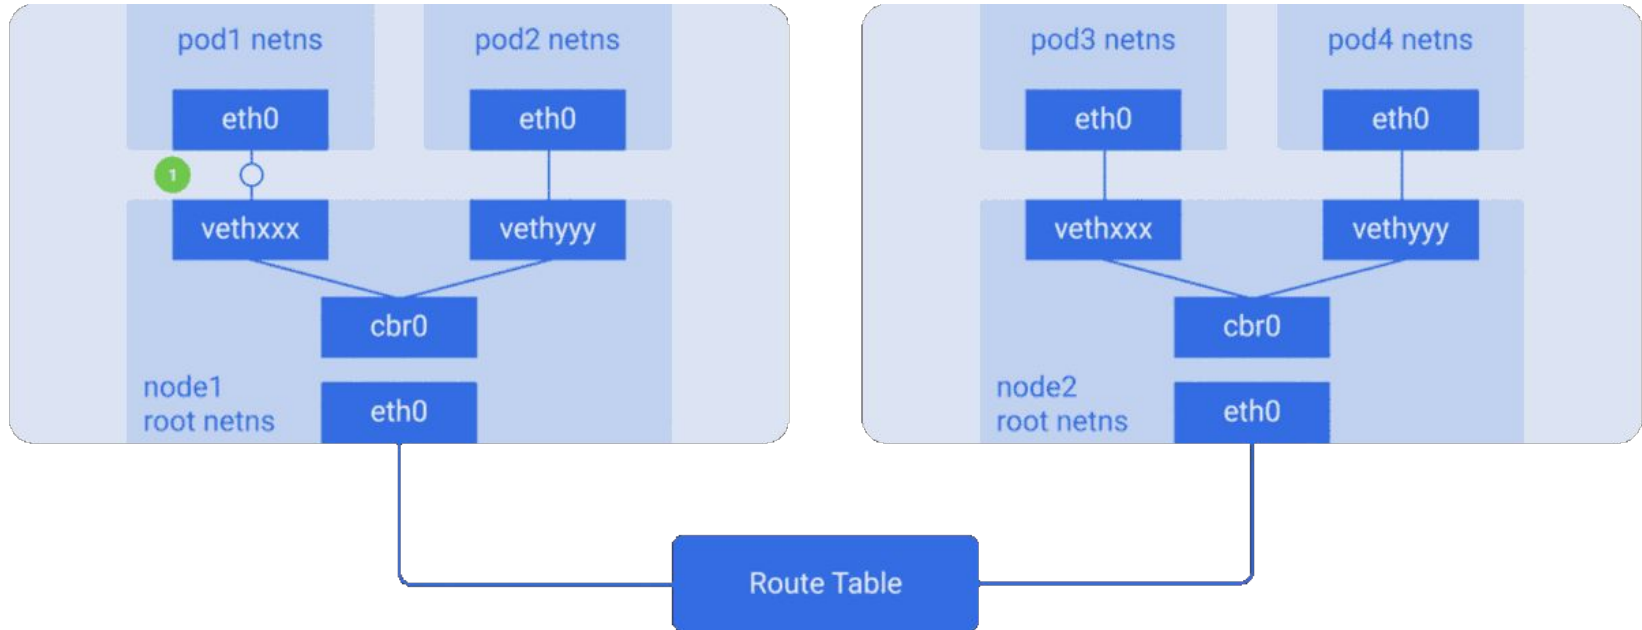 pod1 netns
pod2 netns
eth0
eth0
1
vethxxx
vethyyy
cbr0
node1
root netns
eth0
pod3 netns
pod4 netns
eth0
eth0
vethxxx
vethyyy
cbr0
node2
root netns
eth0
Route Table